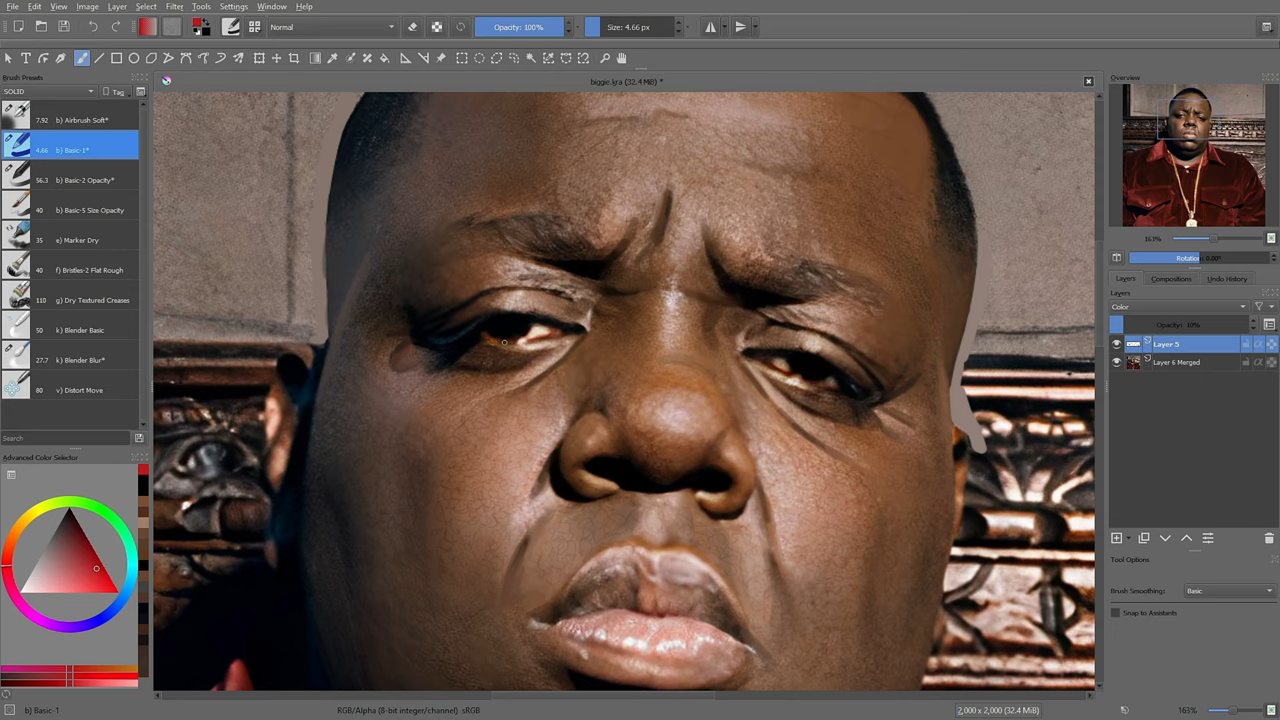 File Edit View Image Layer Select Filter Tools Settings Window Help
Normal Opacity: 100% Size: 4.66 px
Brush Presets
SOLID Tag
7.92 b) Airbrush Soft*
4.66 b) Basic-1*
56.3 b) Basic-2 Opacity*
40 b) Basic-5 Size Opacity
35 e) Marker Dry
40 f) Bristles-2 Flat Rough
110 g) Dry Textured Creases
50 k) Blender Basic
27.7 k) Blender Blur*
80 v) Distort Move
Search
Advanced Color Selector
biggie.kra (32.4 MiB) *
Overview
163%
Rotation: 0.00°
Layers Compositions Undo History
Layers
Color
Opacity: 10%
Layer 5
Layer 6 Merged
Tool Options
Brush Smoothing: Basic
Snap to Assistants
b) Basic-1 RGB/Alpha (8-bit integer/channel) sRGB 2,000 x 2,000 (32.4 MiB) 163%